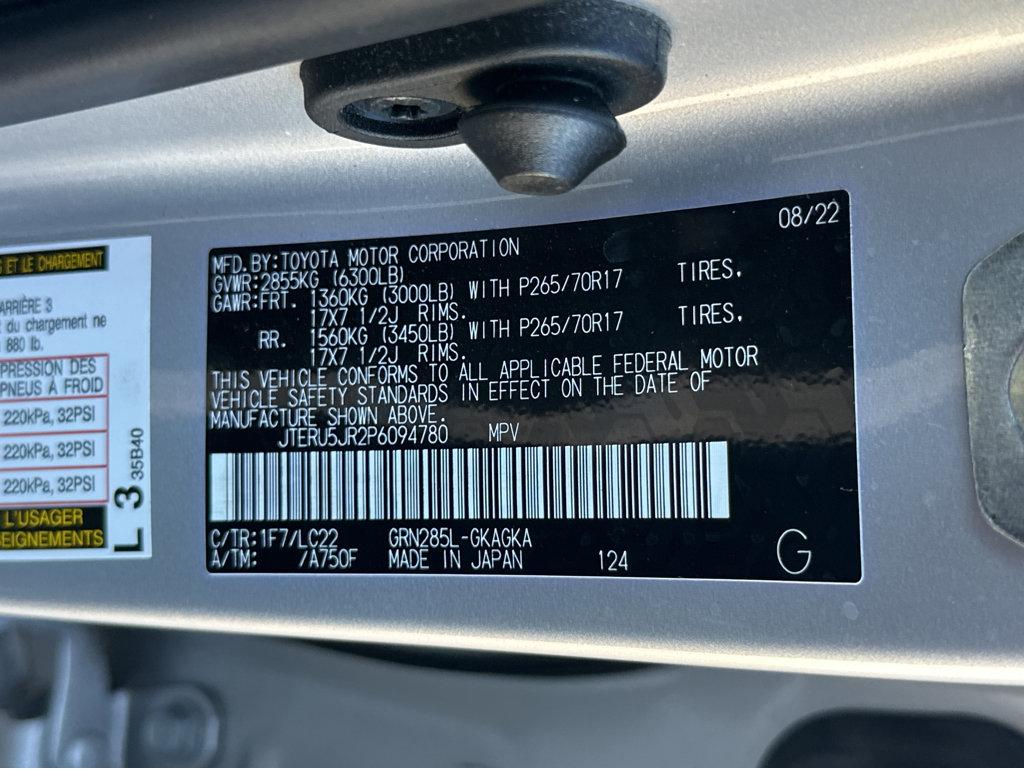 S ET LE CHARGEMENT
ARRIÈRE 3
t du chargement ne
880 lb.
PRESSION DES
PNEUS À FROID
220kPa, 32PSI
220kPa, 32PSI
220kPa, 32PSI
L'USAGER
SEIGNEMENTS
L 3 35B40
08/22
MFD.BY:TOYOTA MOTOR CORPORATION
GVWR:2855KG (6300LB)
GAWR:FRT. 1360KG (3000LB) WITH P265/70R17 TIRES.
17X7 1/2J RIMS.
RR. 1560KG (3450LB) WITH P265/70R17 TIRES.
17X7 1/2J RIMS.
THIS VEHICLE CONFORMS TO ALL APPLICABLE FEDERAL MOTOR
VEHICLE SAFETY STANDARDS IN EFFECT ON THE DATE OF
MANUFACTURE SHOWN ABOVE.
JTERU5JR2P6094780 MPV
C/TR:1F7/LC22 GRN285L-GKAGKA
A/TM: /A750F MADE IN JAPAN 124 G